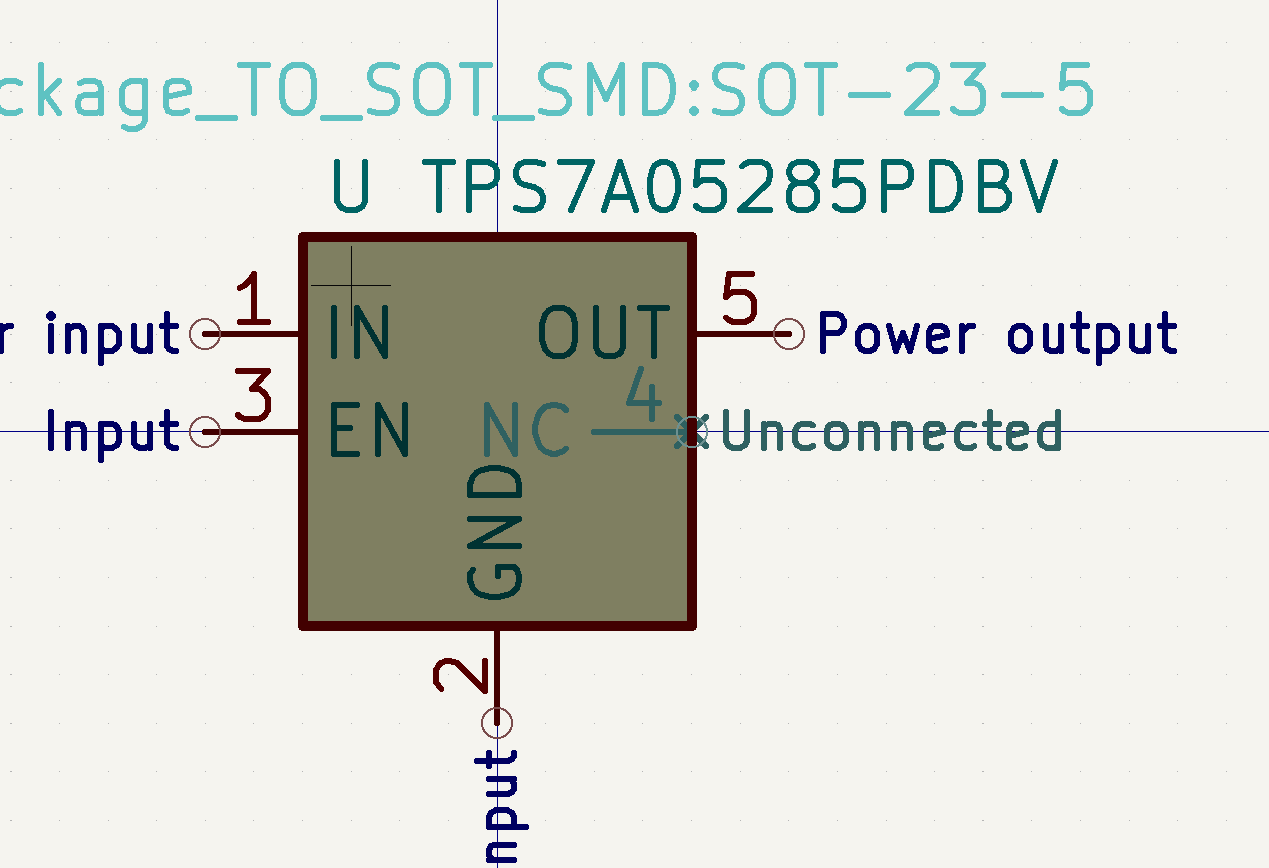 ckage_TO_SOT_SMD:SOT-23-5
U TPS7A05285PDBV
r input 1 IN OUT 5 Power output
Input 3 EN NC 4 Unconnected
GND
2
nput